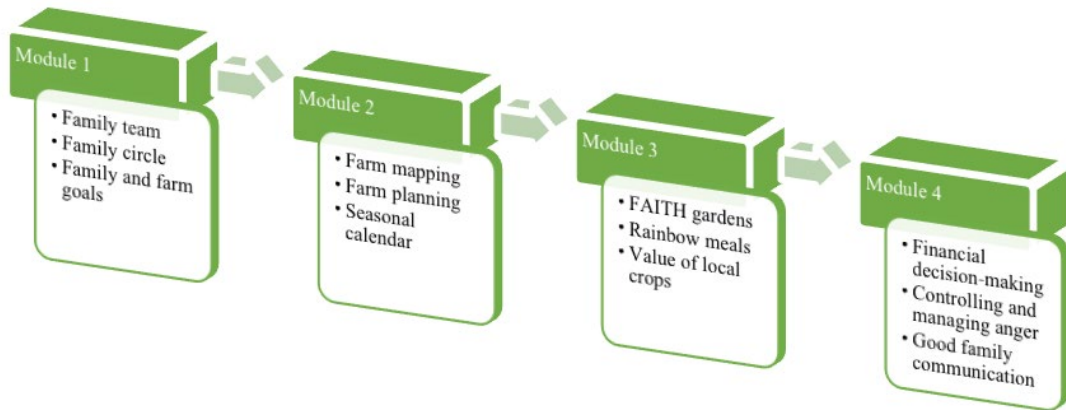 Module 1
• Family team
• Family circle
• Family and farm
goals
Module 2
• Farm mapping
• Farm planning
• Seasonal
calendar
Module 3
• FAITH gardens
• Rainbow meals
• Value of local
crops
Module 4
• Financial
decision-making
• Controlling and
managing anger
• Good family
communication